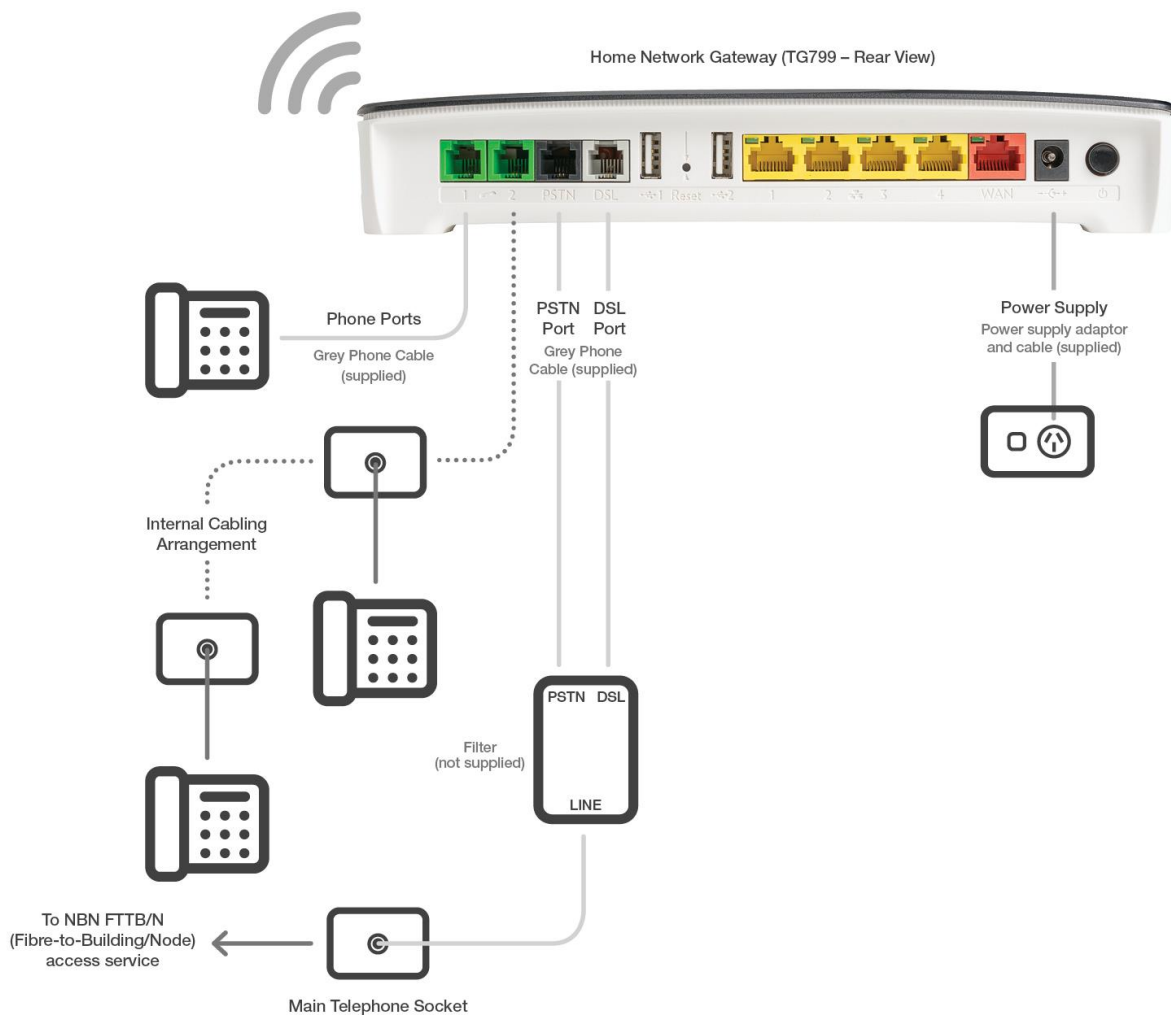 Home Network Gateway (TG799 – Rear View)
1 2 PSTN DSL 1 Reset 2 1 2 3 4 WAN
Phone Ports
Grey Phone Cable
(supplied)
PSTN
Port
DSL
Port
Grey Phone
Cable (supplied)
Power Supply
Power supply adaptor
and cable (supplied)
Internal Cabling
Arrangement
PSTN DSL
Filter
(not supplied)
LINE
To NBN FTTB/N
(Fibre-to-Building/Node)
access service
Main Telephone Socket